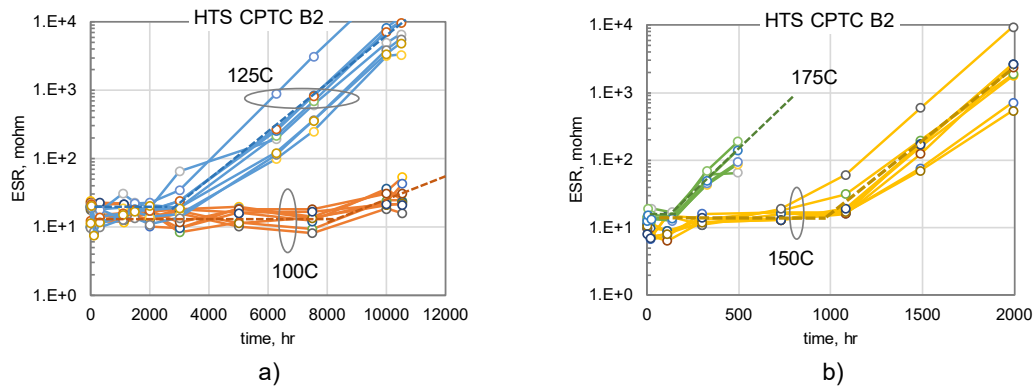 HTS CPTC B2
1.E+4
1.E+3
1.E+2
1.E+1
1.E+0
ESR, mohm
125C
100C
0 2000 4000 6000 8000 10000 12000
time, hr
a)
HTS CPTC B2
1.E+4
1.E+3
1.E+2
1.E+1
1.E+0
ESR, mohm
175C
150C
0 500 1000 1500 2000
time, hr
b)